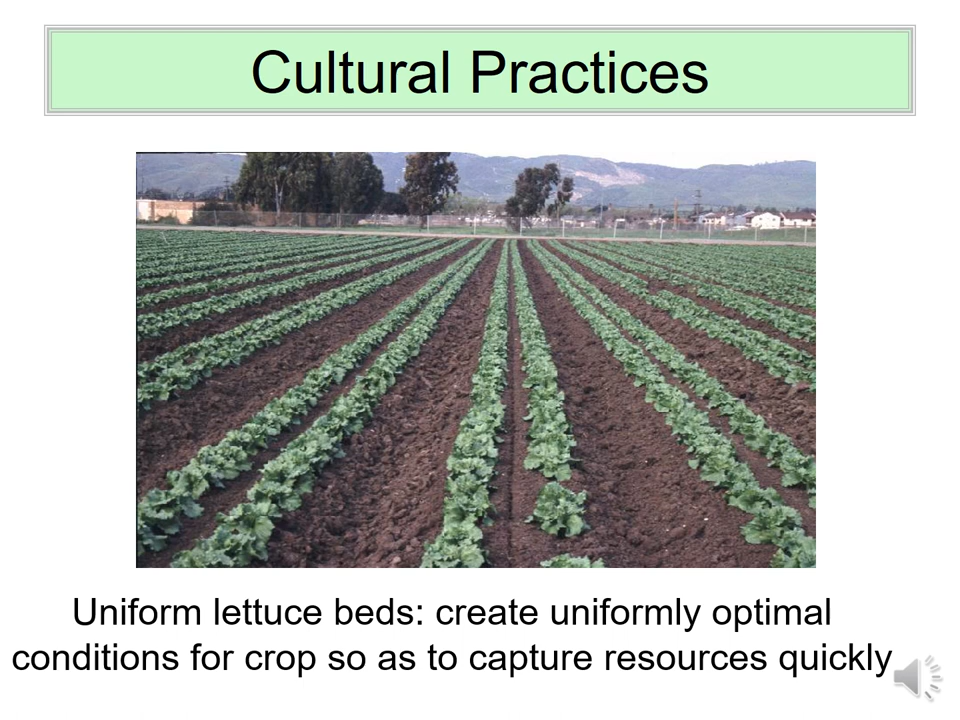 Cultural Practices
Uniform lettuce beds: create uniformly optimal
conditions for crop so as to capture resources quickly